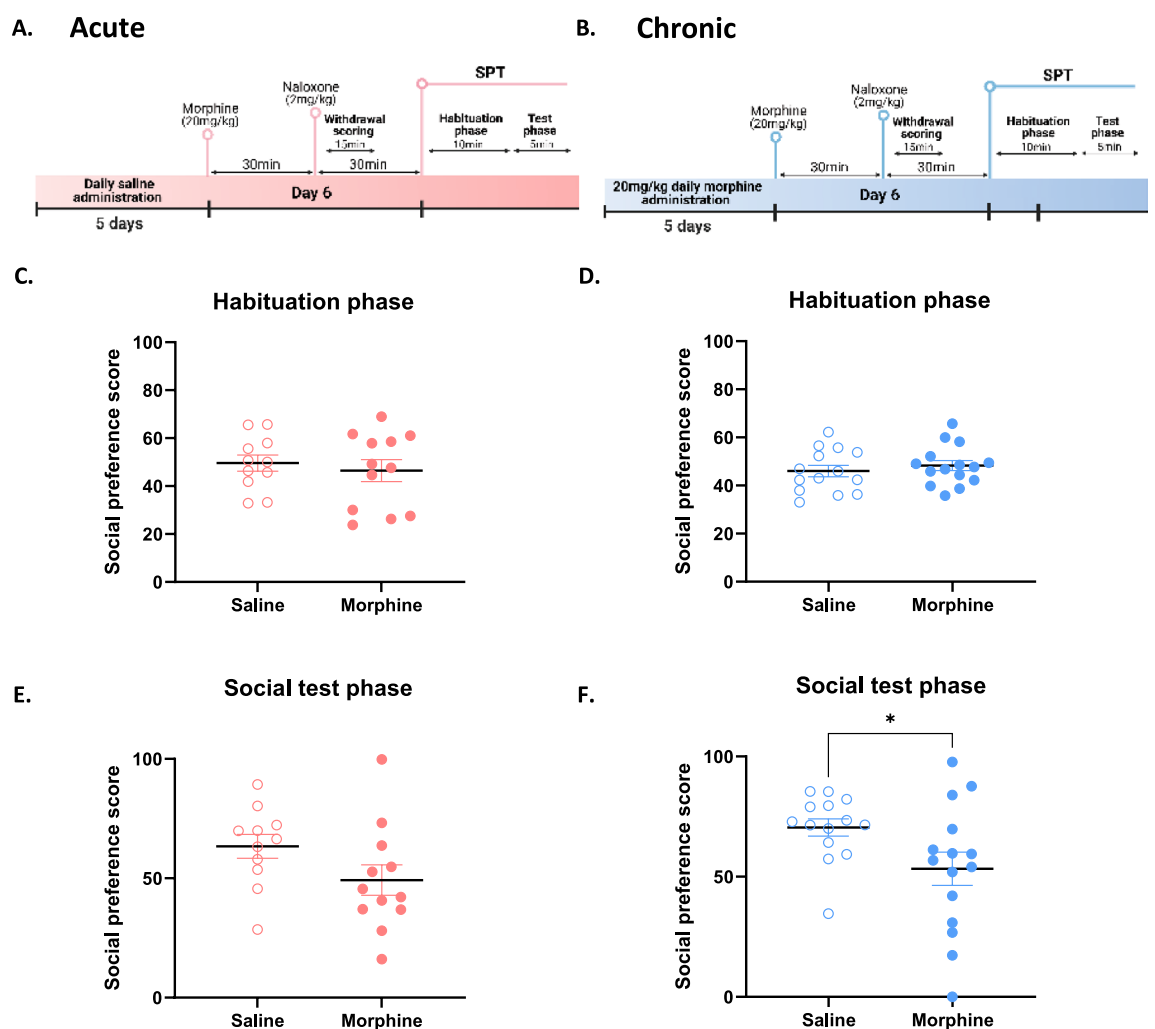 A. Acute
SPT
Naloxone
(2mg/kg)
Morphine
(20mg/kg)
Withdrawal
scoring
15min
Habituation
phase
10min
Test
phase
5min
30min
30min
Daily saline
administration
Day 6
5 days
B. Chronic
SPT
Naloxone
(2mg/kg)
Morphine
(20mg/kg)
Withdrawal
scoring
15min
Habituation
phase
10min
Test
phase
5min
30min
30min
20mg/kg daily morphine
administration
Day 6
5 days
C.
Habituation phase
Social preference score
100
80
60
40
20
0
Saline
Morphine
D.
Habituation phase
Social preference score
100
80
60
40
20
0
Saline
Morphine
E.
Social test phase
Social preference score
100
50
0
Saline
Morphine
F.
Social test phase
*
Social preference score
100
50
0
Saline
Morphine